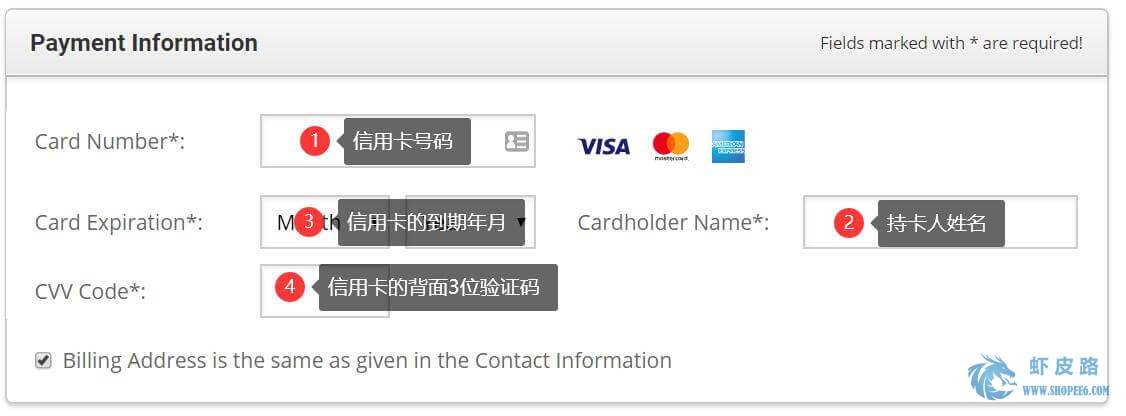 Payment Information
Fields marked with * are required!
Card Number*:
1 信用卡号码
VISA
mastercard
AMERICAN EXPRESS
Card Expiration*:
3 信用卡的到期年月
Cardholder Name*:
2 持卡人姓名
CVV Code*:
4 信用卡的背面3位验证码
Billing Address is the same as given in the Contact Information
虾皮路
WWW.SHOPEE6.COM